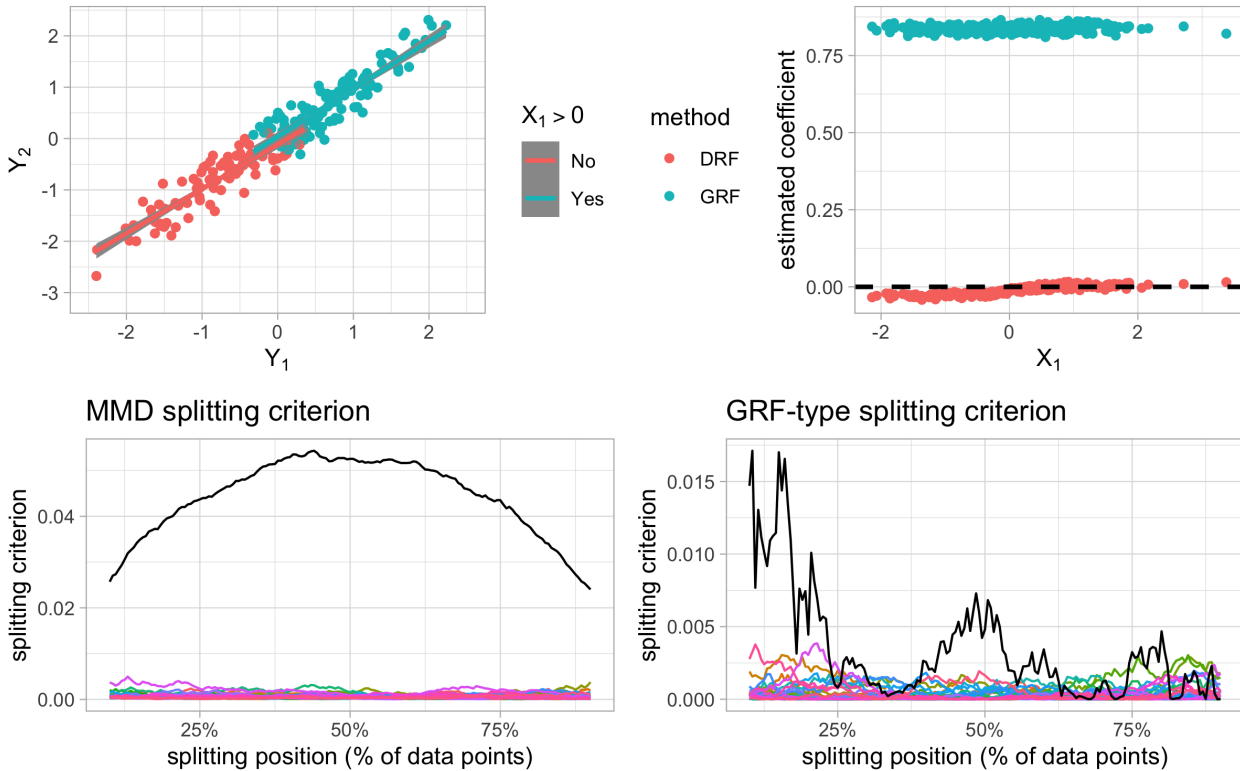 Y₂
2
1
0
-1
-2
-3
-2
-1
0
1
2
Y₁
X₁ > 0
No
Yes
method
DRF
GRF
estimated coefficient
0.75
0.50
0.25
0.00
-2
0
2
X₁
MMD splitting criterion
splitting criterion
0.04
0.02
0.00
25%
50%
75%
splitting position (% of data points)
GRF-type splitting criterion
splitting criterion
0.015
0.010
0.005
0.000
25%
50%
75%
splitting position (% of data points)